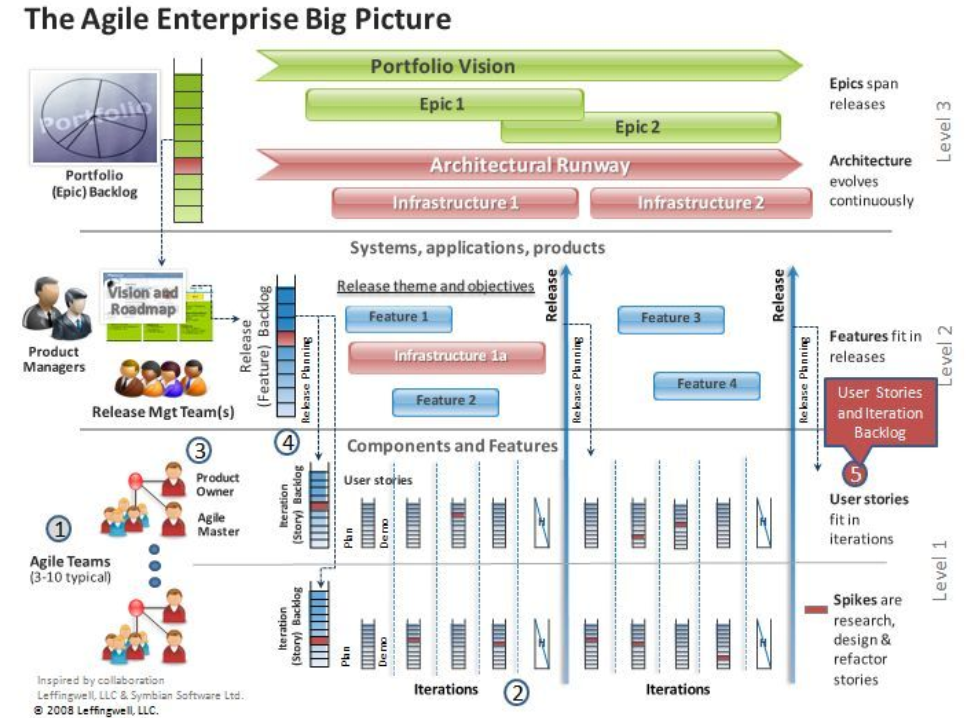 The Agile Enterprise Big Picture
Portfolio
Portfolio
(Epic) Backlog
Portfolio Vision
Epic 1
Epic 2
Architectural Runway
Infrastructure 1
Infrastructure 2
Epics span
releases
Architecture
evolves
continuously
Level 3
Systems, applications, products
Product
Managers
Vision and
Roadmap
Release Mgt Team(s)
Release
(Feature) Backlog
Release Planning
Release theme and objectives
Feature 1
Infrastructure 1a
Feature 2
Release
Release Planning
Feature 3
Feature 4
Release
Release Planning
Features fit in
releases
Level 2
User Stories
and Iteration
Backlog
5
3
4
Components and Features
Product
Owner
Agile
Master
1
Agile Teams
(3-10 typical)
Iteration
(Story) Backlog
User stories
Plan
Demo
H
H
User stories
fit in
iterations
Level 1
Iteration
(Story) Backlog
Plan
Demo
H
H
Spikes are
research,
design &
refactor
stories
Iterations
2
Iterations
Inspired by collaboration
Leffingwell, LLC & Symbian Software Ltd.
© 2008 Leffingwell, LLC.